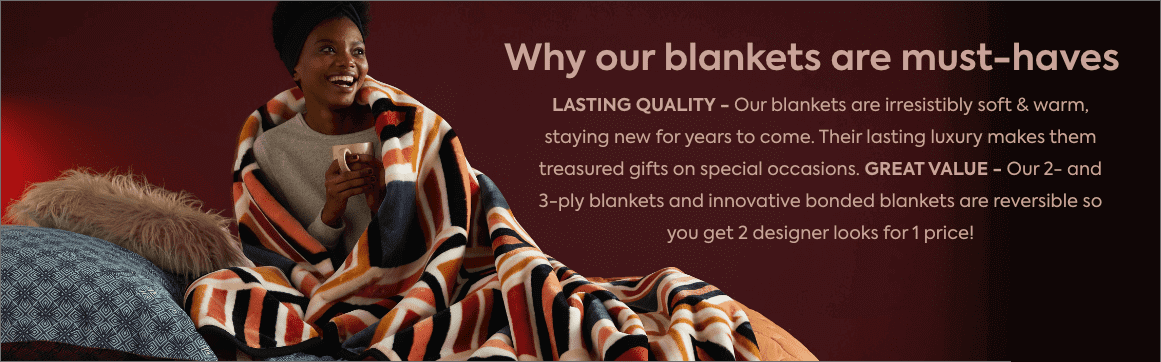 Why our blankets are must-haves
LASTING QUALITY – Our blankets are irresistibly soft & warm,
staying new for years to come. Their lasting luxury makes them
treasured gifts on special occasions. GREAT VALUE – Our 2- and
3-ply blankets and innovative bonded blankets are reversible so
you get 2 designer looks for 1 price!